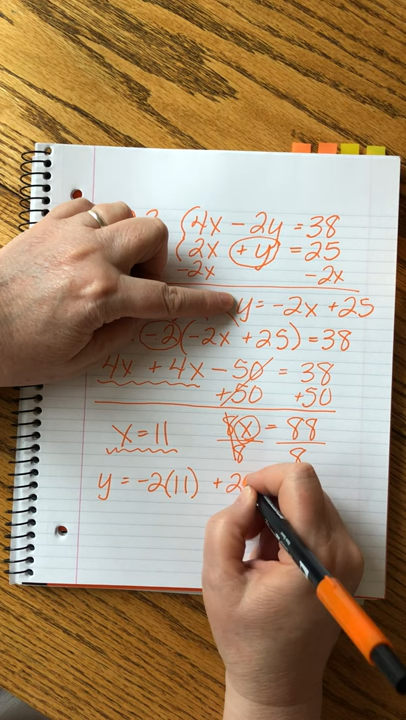 4x - 2y = 38
2x + y = 25
-2x -2x
y = -2x + 25
-2(-2x + 25) = 38
4x + 4x - 50 = 38
+50 +50
x = 11 8x = 88
8 8
y = -2(11) + 2